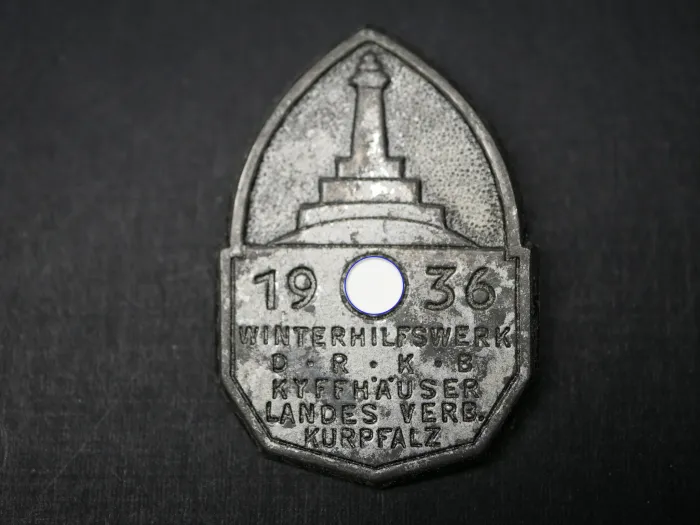 19 36
WINTERHILFSWERK
D · R · K · B
KYFFHÄUSER
LANDES VERB.
KURPFALZ